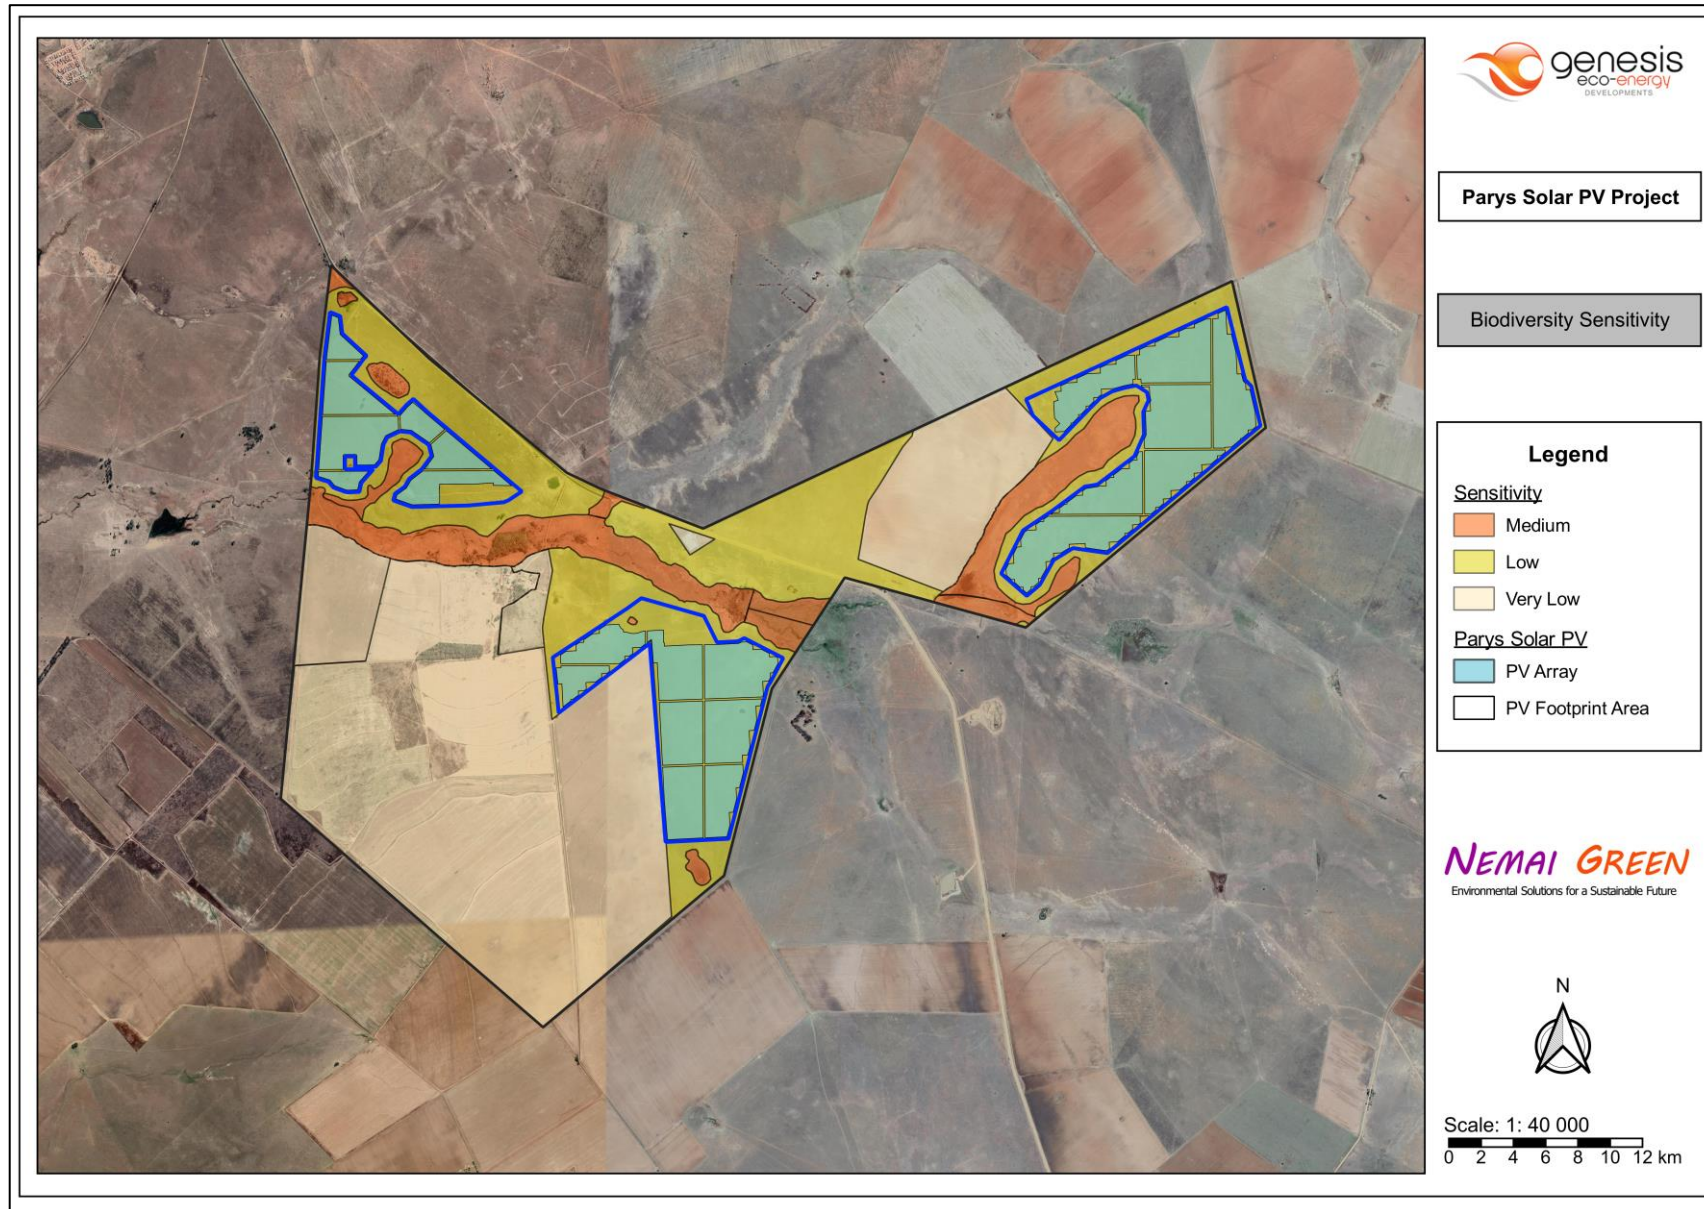 genesis
eco-energy
DEVELOPMENTS
Parys Solar PV Project
Biodiversity Sensitivity
Legend
Sensitivity
Medium
Low
Very Low
Parys Solar PV
PV Array
PV Footprint Area
NEMAI GREEN
Environmental Solutions for a Sustainable Future
N
Scale: 1: 40 000
0 2 4 6 8 10 12 km